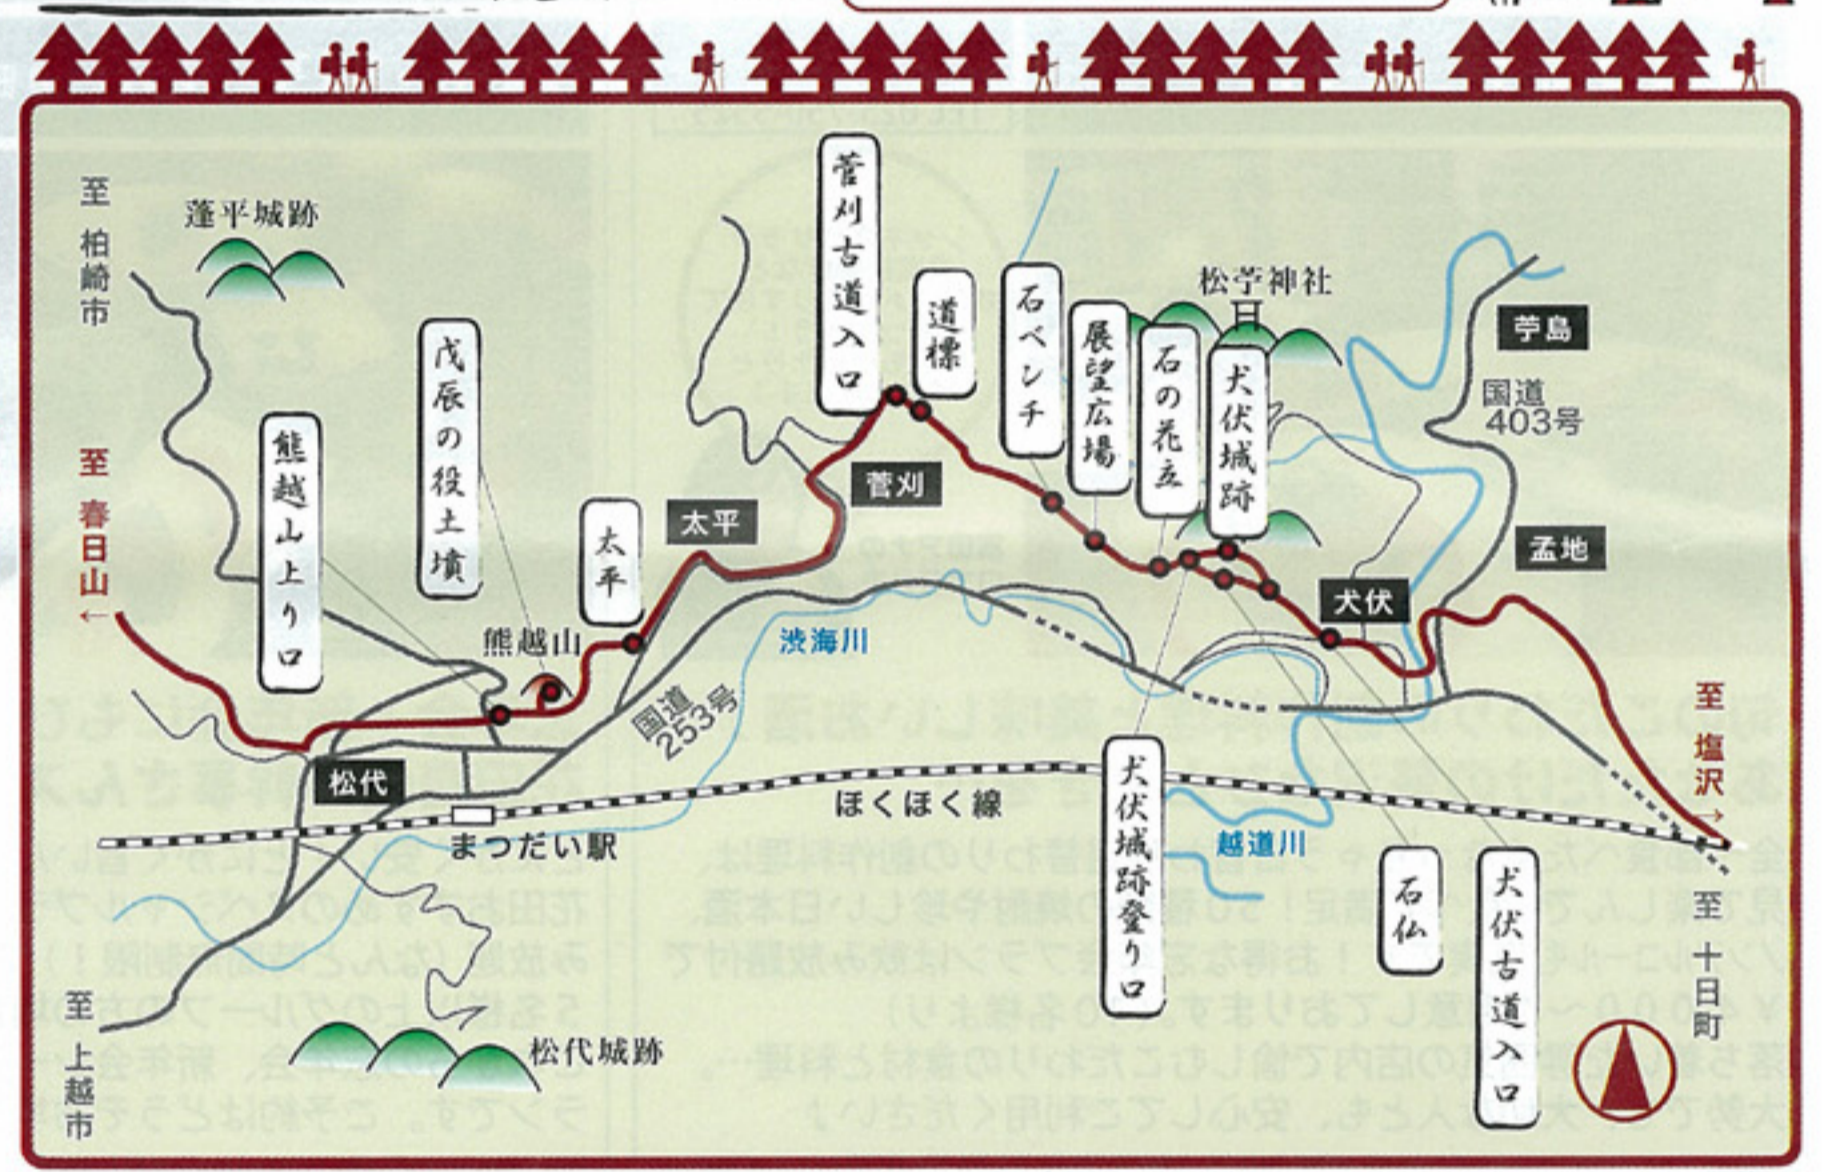 至 柏崎市
蓬平城跡
至 春日山←
熊越山上り口
戊辰の役土墳
熊越山
太平
太平
菅刈古道入口
道標
菅刈
石ベンチ
展望広場
石の花立
犬伏城跡
松苧神社
苧島
国道
403号
孟地
犬伏
渋海川
国道
253号
松代
まつだい駅
ほくほく線
犬伏城跡登り口
越道川
石仏
犬伏古道入口
至 塩沢→
至 十日町
松代城跡
至 上越市